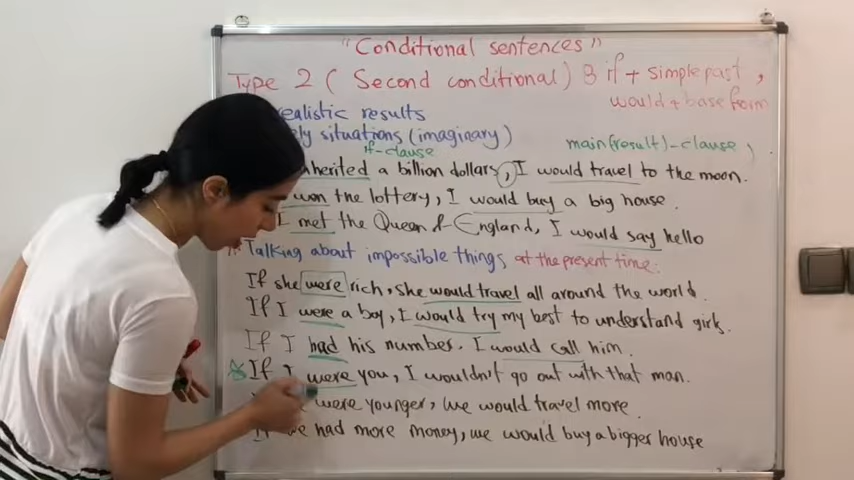 "Conditional sentences"
Type 2 (Second conditional) if + simple past,
would + base form
realistic results
situations (imaginary)
if-clause
main(result)-clause
inherited a billion dollars, I would travel to the moon.
won the lottery, I would buy a big house.
I met the Queen of England, I would say hello
Talking about impossible things, at the present time:
If she were rich, she would travel all around the world.
If I were a boy, I would try my best to understand girls.
If I had his number. I would call him.
If I were you, I wouldn't go out with that man.
were younger, we would travel more.
If we had more money, we would buy a bigger house